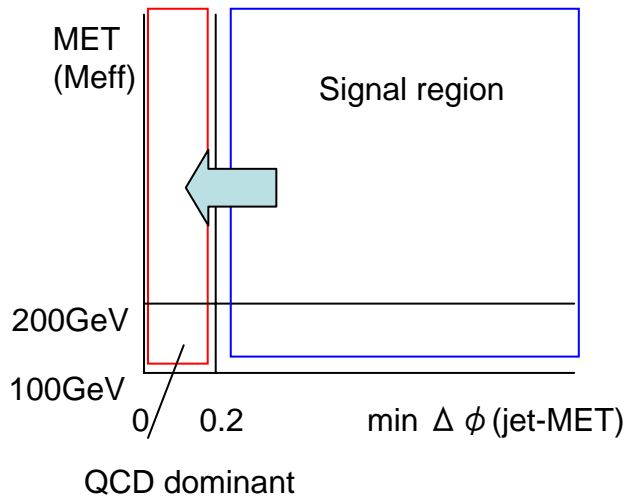 MET
(Meff)
Signal region
200GeV
100GeV
0 0.2 min Δ φ (jet-MET)
QCD dominant